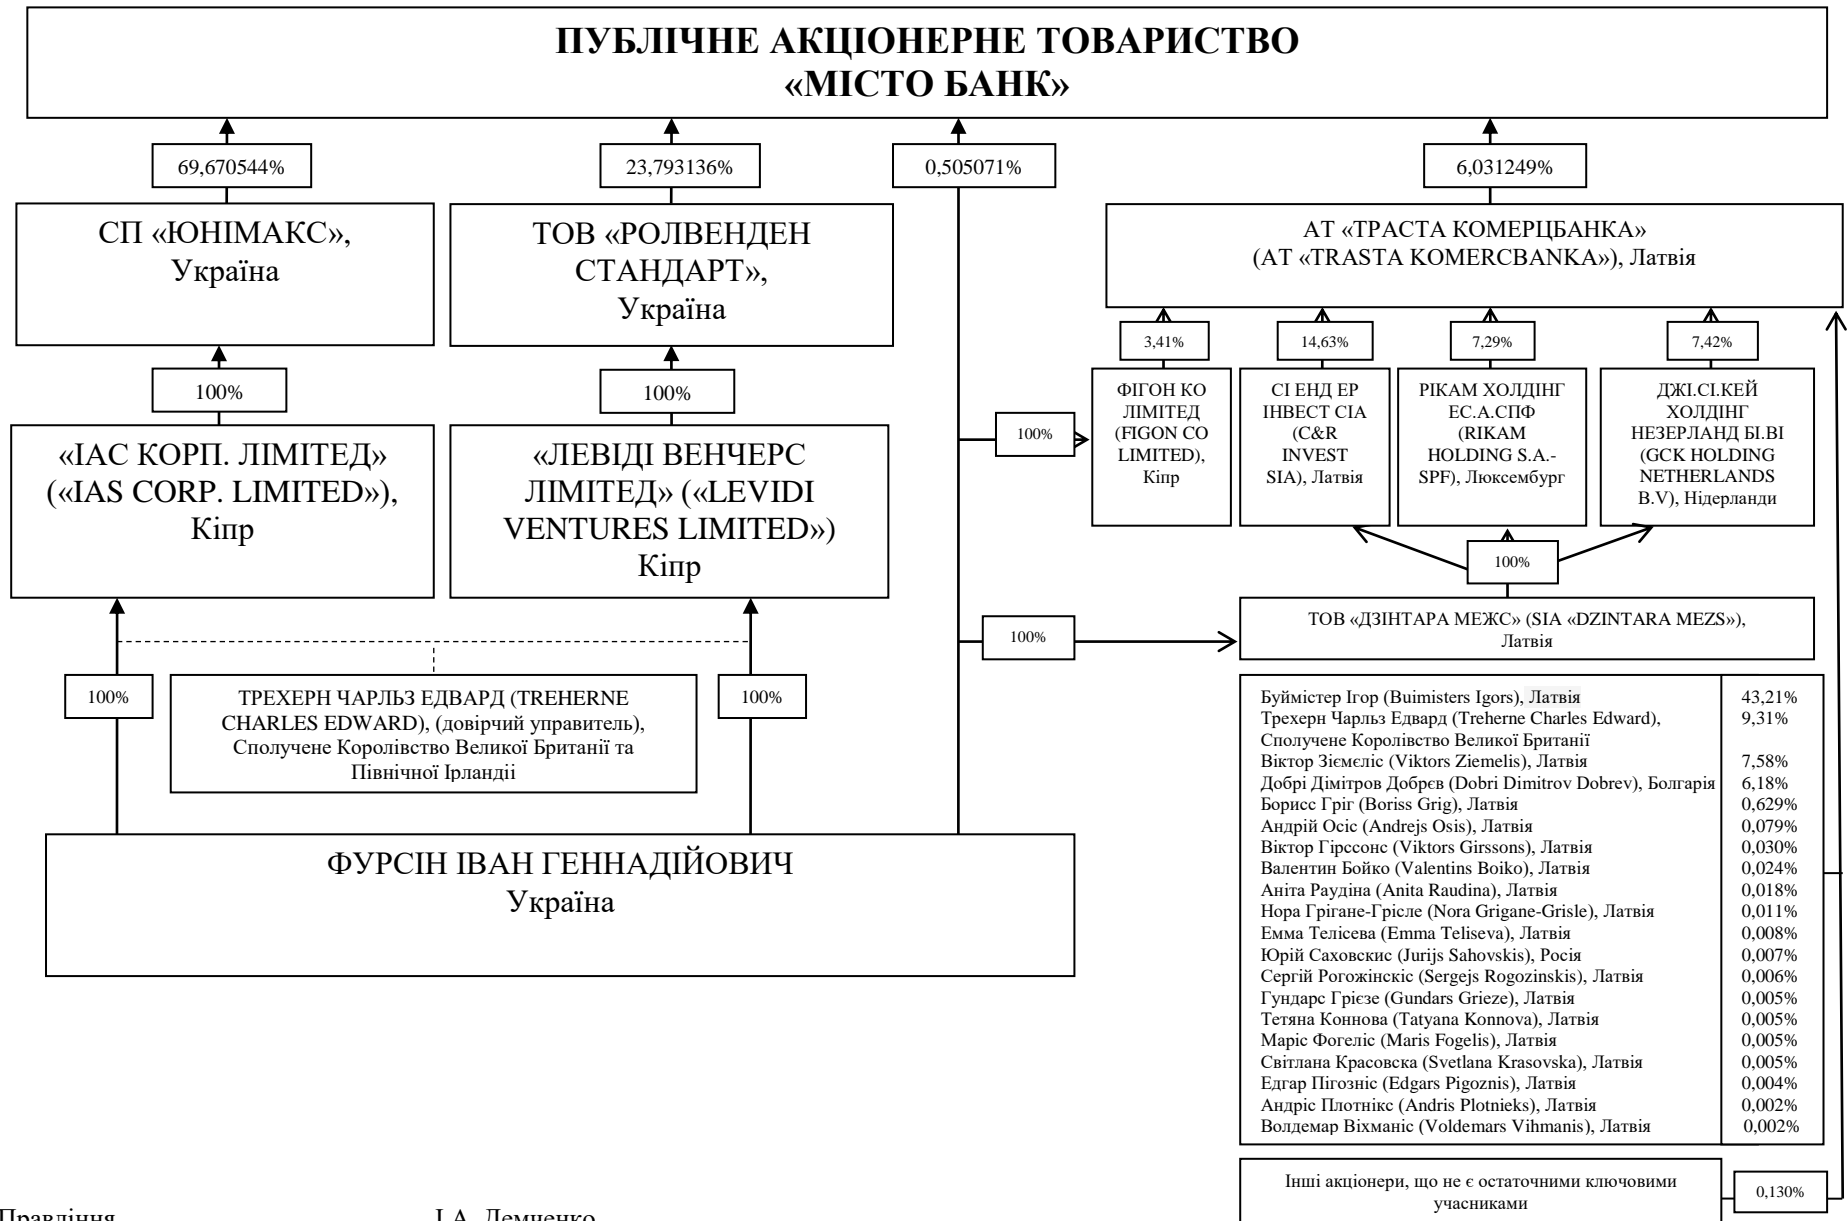 ПУБЛІЧНЕ АКЦІОНЕРНЕ ТОВАРИСТВО
«МІСТО БАНК»
69,670544%
23,793136%
0,505071%
6,031249%
СП «ЮНІМАКС»,
Україна
ТОВ «РОЛВЕНДЕН
СТАНДАРТ»,
Україна
АТ «ТРАСТА КОМЕРЦБАНКА»
(АТ «TRASTA KOMERCBANKA»), Латвія
3,41%
14,63%
7,29%
7,42%
100%
100%
ФІГОН КО
ЛІМІТЕД
(FIGON CO
LIMITED),
Кіпр
СІ ЕНД ЕР
ІНВЕСТ СІА
(C&R
INVEST
SIA), Латвія
РІКАМ ХОЛДІНГ
ЕС.А.СПФ
(RIKAM
HOLDING S.A.-
SPF), Люксембург
ДЖІ.СІ.КЕЙ
ХОЛДІНГ
НЕЗЕРЛАНД БІ.ВІ
(GCK HOLDING
NETHERLANDS
B.V), Нідерланди
100%
«ІАС КОРП. ЛІМІТЕД»
(«IAS CORP. LIMITED»),
Кіпр
«ЛЕВІДІ ВЕНЧЕРС
ЛІМІТЕД» («LEVIDI
VENTURES LIMITED»)
Кіпр
100%
100%
ТОВ «ДЗІНТАРА МЕЖС» (SIA «DZINTARA MEZS»),
Латвія
100%
ТРЕХЕРН ЧАРЛЬЗ ЕДВАРД (TREHERNE
CHARLES EDWARD), (довірчий управитель),
Сполучене Королівство Великої Британії та
Північної Ірландії
100%
Буймістер Ігор (Buimisters Igors), Латвія 43,21%
Трехерн Чарльз Едвард (Treherne Charles Edward), 9,31%
Сполучене Королівство Великої Британії
Віктор Зіємєліс (Viktors Ziemelis), Латвія 7,58%
Добрі Дімітров Добрєв (Dobri Dimitrov Dobrev), Болгарія 6,18%
Борисс Гріг (Boriss Grig), Латвія 0,629%
Андрій Осіс (Andrejs Osis), Латвія 0,079%
Віктор Гірссонс (Viktors Girssons), Латвія 0,030%
Валентин Бойко (Valentins Boiko), Латвія 0,024%
Аніта Раудіна (Anita Raudina), Латвія 0,018%
Нора Грігане-Грісле (Nora Grigane-Grisle), Латвія 0,011%
Емма Телісева (Emma Teliseva), Латвія 0,008%
Юрій Саховскис (Jurijs Sahovskis), Росія 0,007%
Сергій Рогожінскіс (Sergejs Rogozinskis), Латвія 0,006%
Гундарс Грієзе (Gundars Grieze), Латвія 0,005%
Тетяна Коннова (Tatyana Konnova), Латвія 0,005%
Маріс Фогеліс (Maris Fogelis), Латвія 0,005%
Світлана Красовска (Svetlana Krasovska), Латвія 0,005%
Едгар Пігозніс (Edgars Pigoznis), Латвія 0,004%
Андріс Плотнікс (Andris Plotnieks), Латвія 0,002%
Волдемар Віхманіс (Voldemars Vihmanis), Латвія 0,002%
ФУРСІН ІВАН ГЕННАДІЙОВИЧ
Україна
Інші акціонери, що не є остаточними ключовими
учасниками
0,130%
Правління І.А. Демченко